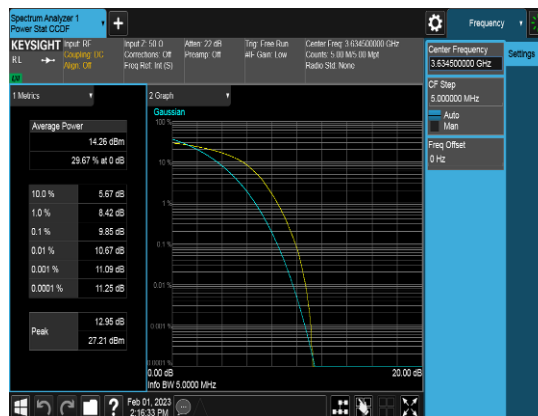 Spectrum Analyzer 1
Power Stat CCDF
Frequency
KEYSIGHT
RL
Input: RF
Coupling: DC
Align: Off
Input Z: 50 Ω
Corrections: Off
Freq Ref: Int (S)
Atten: 22 dB
Preamp: Off
Trig: Free Run
#IF Gain: Low
Center Freq: 3.634500000 GHz
Counts: 5.00 M/5.00 Mpt
Radio Std: None
LXI
Center Frequency
3.634500000 GHz
Settings
CF Step
5.000000 MHz
Auto
Man
Freq Offset
0 Hz
1 Metrics
Average Power
14.26 dBm
29.67 % at 0 dB
10.0 % 5.67 dB
1.0 % 8.42 dB
0.1 % 9.85 dB
0.01 % 10.67 dB
0.001 % 11.09 dB
0.0001 % 11.25 dB
Peak
12.95 dB
27.21 dBm
2 Graph
Gaussian
100 %
10 %
1 %
0.1 %
0.01 %
0.001 %
0.0001 %
0.00 dB
20.00 dB
Info BW 5.0000 MHz
?
Feb 01, 2023
2:16:33 PM